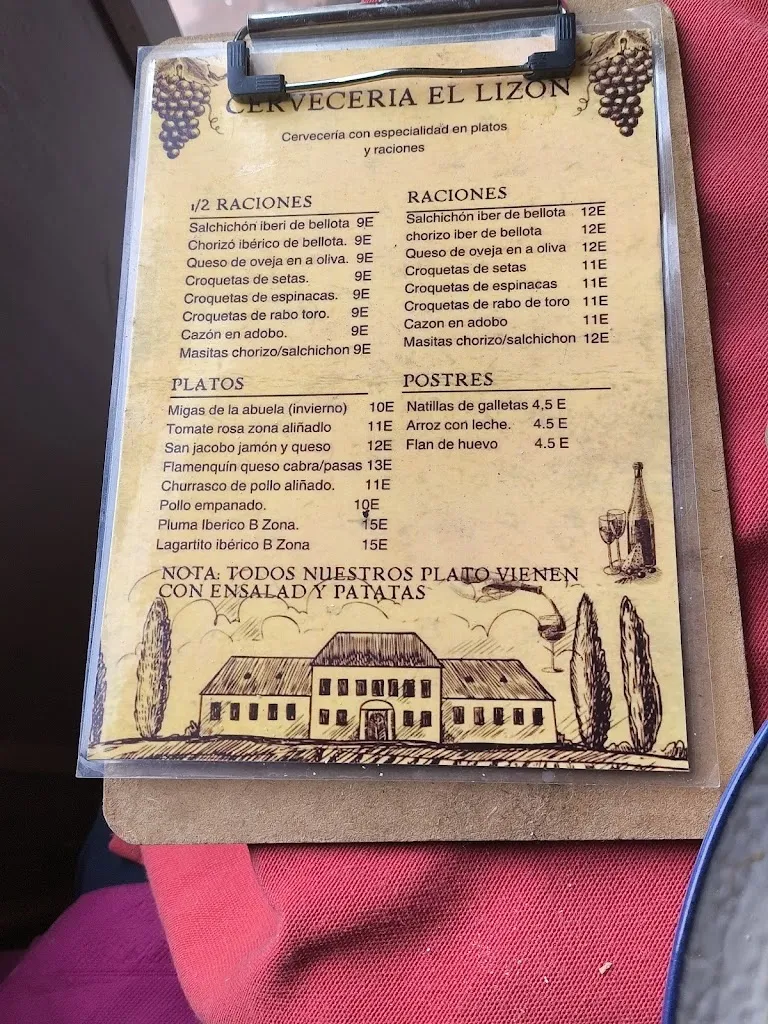 CERVECERIA EL LIZON
Cervecería con especialidad en platos
y raciones
1/2 RACIONES
Salchichón iberi de bellota 9E
Chorizó ibérico de bellota. 9E
Queso de oveja en a oliva. 9E
Croquetas de setas. 9E
Croquetas de espinacas. 9E
Croquetas de rabo toro. 9E
Cazón en adobo. 9E
Masitas chorizo/salchichon 9E
RACIONES
Salchichón iber de bellota 12E
chorizo iber de bellota 12E
Queso de oveja en a oliva 12E
Croquetas de setas 11E
Croquetas de espinacas 11E
Croquetas de rabo de toro 11E
Cazon en adobo 11E
Masitas chorizo/salchichon 12E
PLATOS
Migas de la abuela (invierno) 10E
Tomate rosa zona aliñadlo 11E
San jacobo jamón y queso 12E
Flamenquín queso cabra/pasas 13E
Churrasco de pollo aliñado. 11E
Pollo empanado. 10E
Pluma Iberico B Zona. 15E
Lagartito ibérico B Zona 15E
POSTRES
Natillas de galletas 4,5 E
Arroz con leche. 4.5 E
Flan de huevo 4.5 E
NOTA: TODOS NUESTROS PLATO VIENEN
CON ENSALAD Y PATATAS